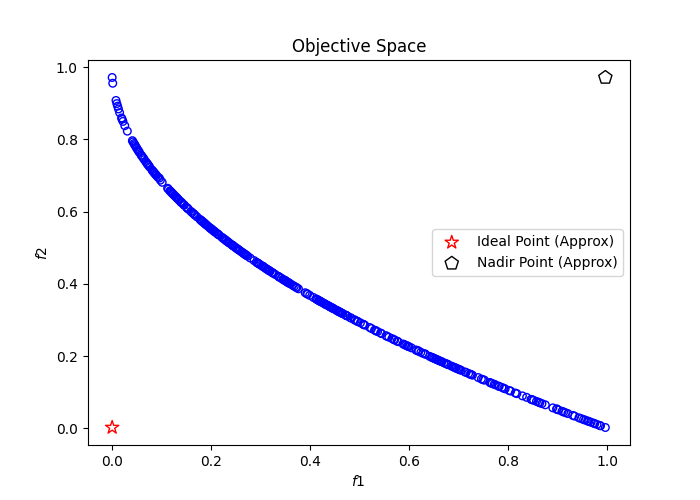 Objective Space
1.0
0.8
0.6
0.4
0.2
0.0
f2
Ideal Point (Approx)
Nadir Point (Approx)
0.0 0.2 0.4 0.6 0.8 1.0
f1